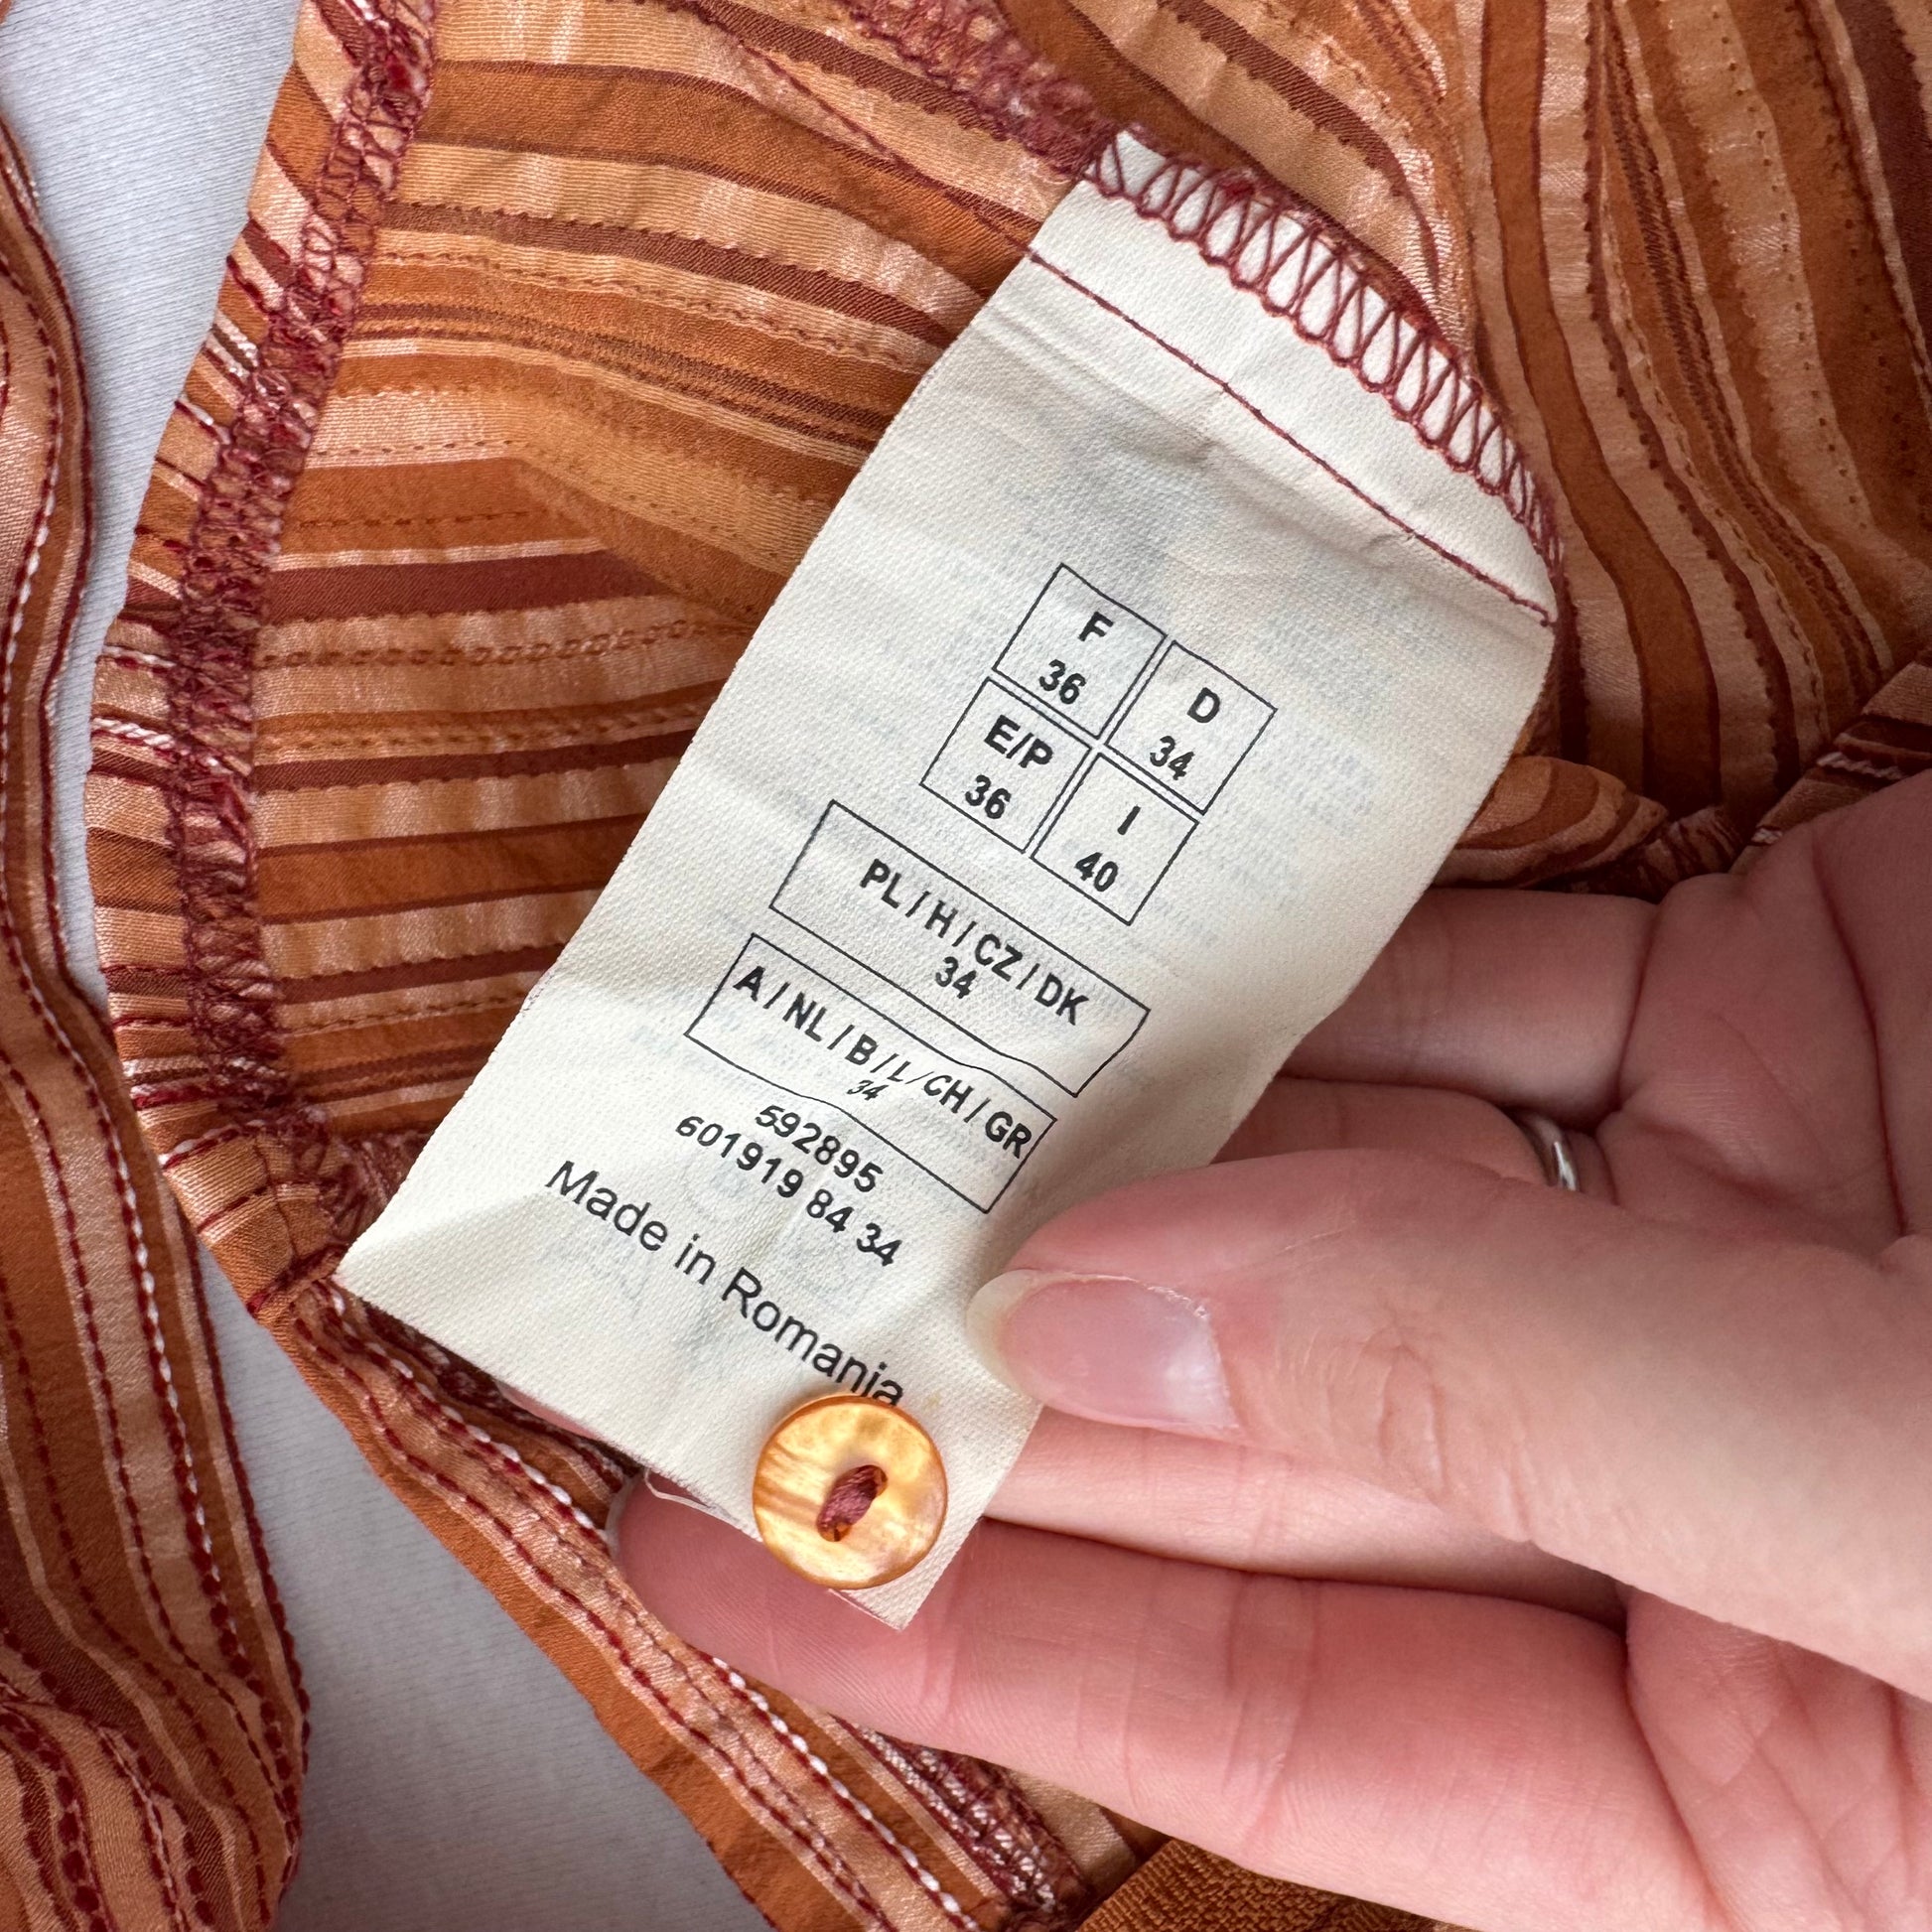 F
36
D
34
E/P
36
I
40
PL / H / CZ / DK
34
A / NL / B / L / CH / GR
34
592895
601919 84 34
Made in Romania